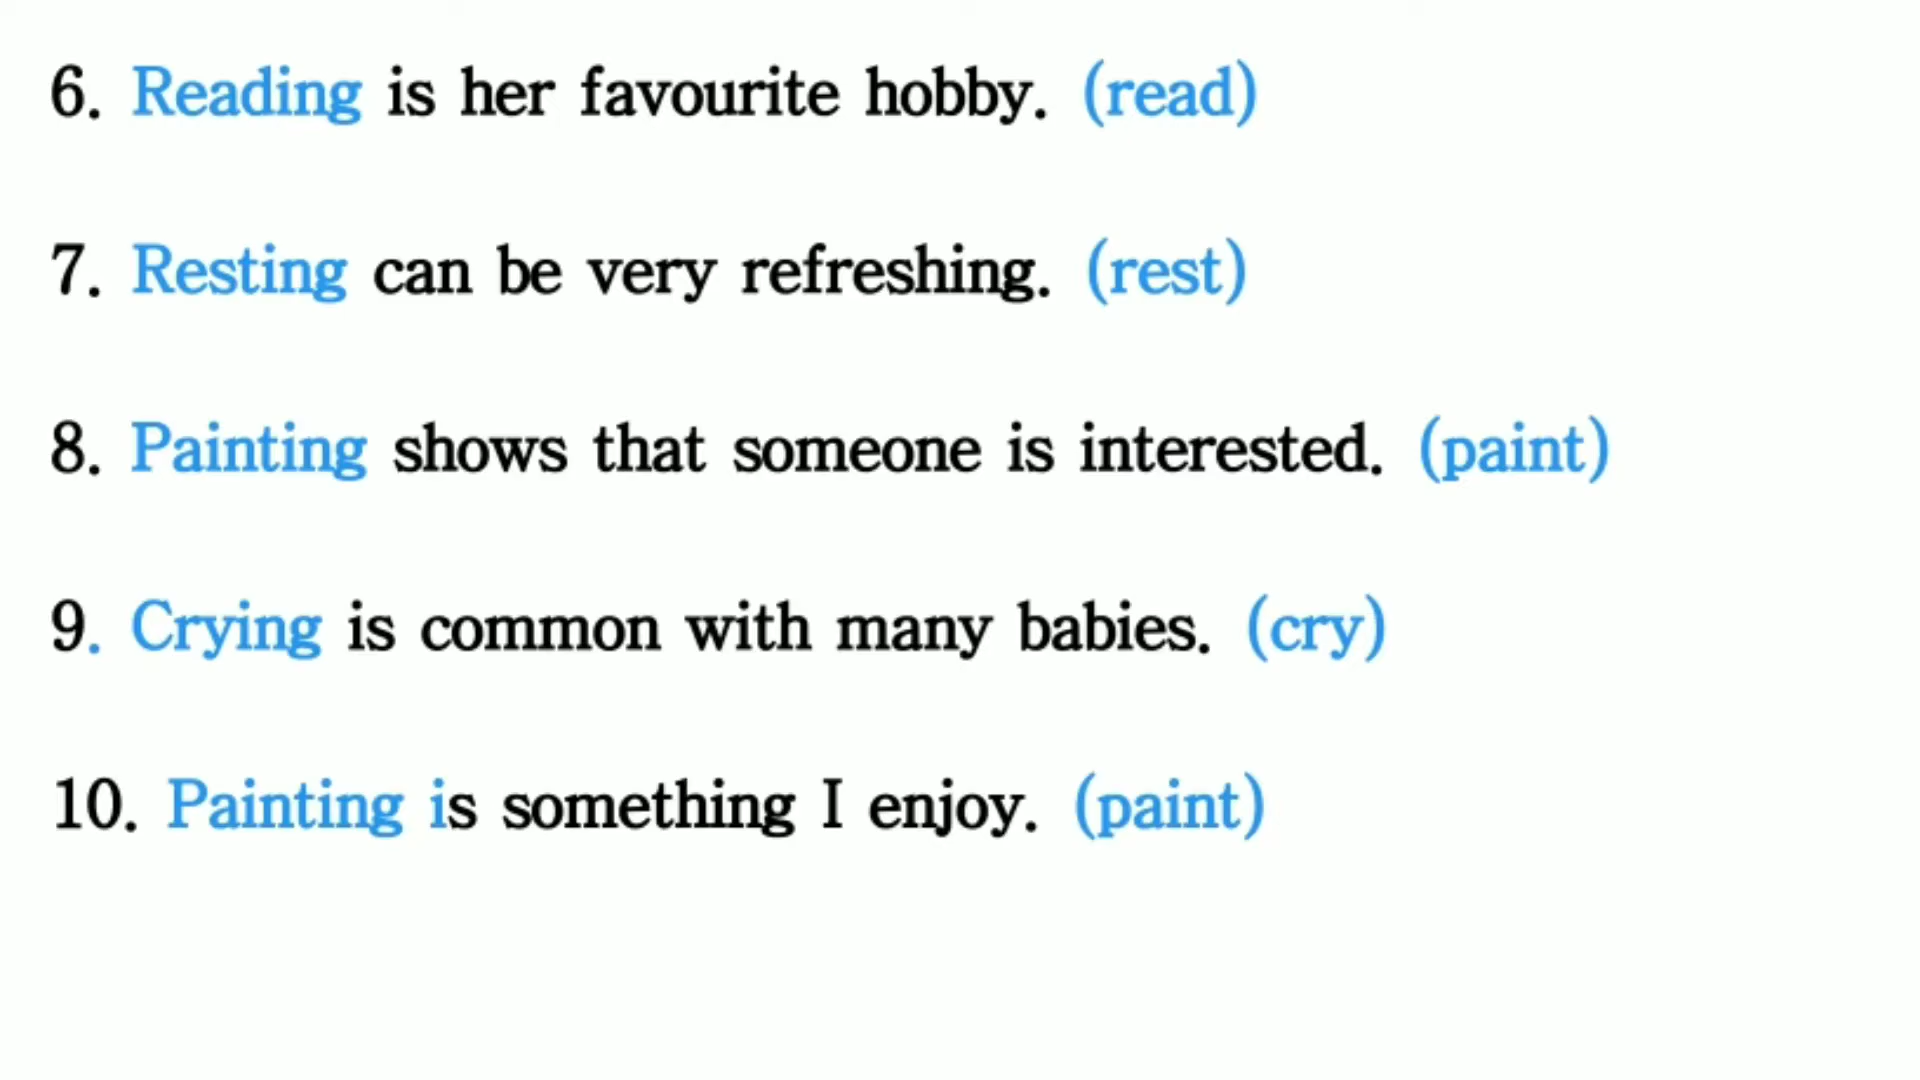 6. Reading is her favourite hobby. (read)
7. Resting can be very refreshing. (rest)
8. Painting shows that someone is interested. (paint)
9. Crying is common with many babies. (cry)
10. Painting is something I enjoy. (paint)